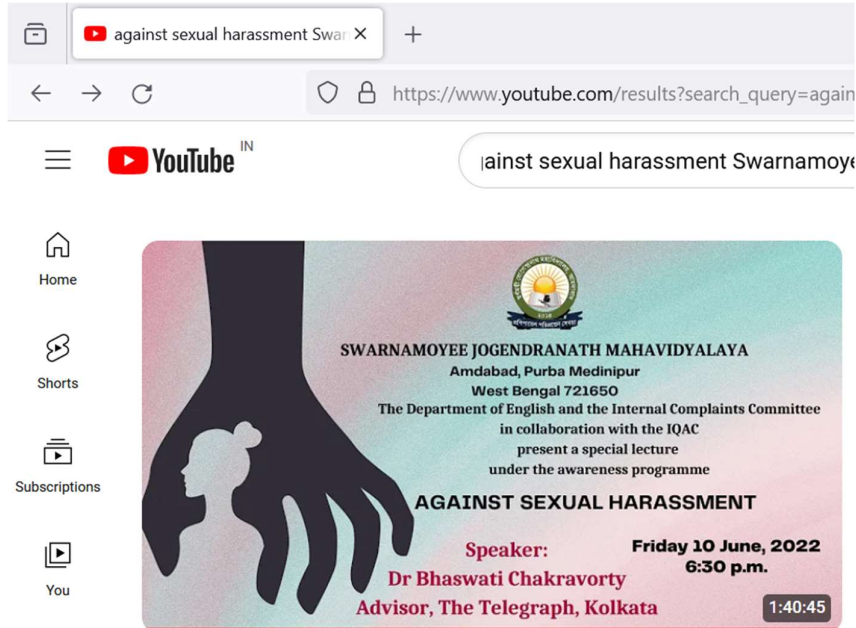 against sexual harassment Swar
https://www.youtube.com/results?search_query=again
YouTube IN
ainst sexual harassment Swarnamoye
Home
Shorts
Subscriptions
You
SWARNAMOYEE JOGENDRANATH MAHAVIDYALAYA
Amdabad, Purba Medinipur
West Bengal 721650
The Department of English and the Internal Complaints Committee
in collaboration with the IQAC
present a special lecture
under the awareness programme
AGAINST SEXUAL HARASSMENT
Speaker:
Dr Bhaswati Chakravorty
Advisor, The Telegraph, Kolkata
Friday 10 June, 2022
6:30 p.m.
1:40:45